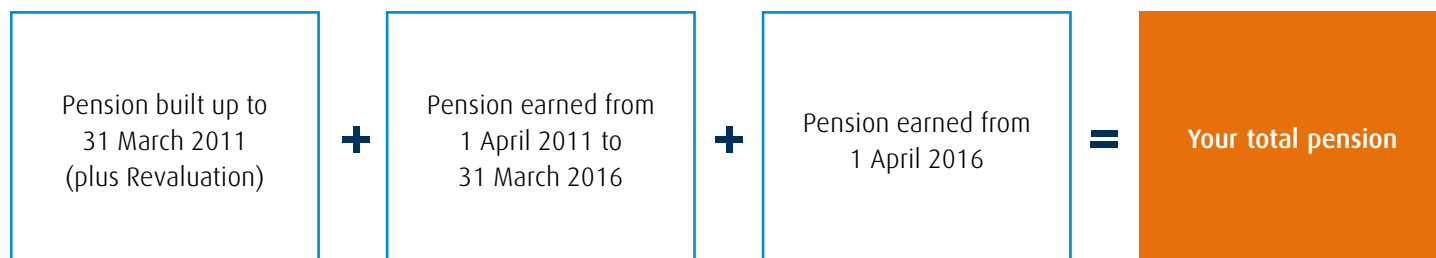 Pension built up to
31 March 2011
(plus Revaluation)
+
Pension earned from
1 April 2011 to
31 March 2016
+
Pension earned from
1 April 2016
=
Your total pension